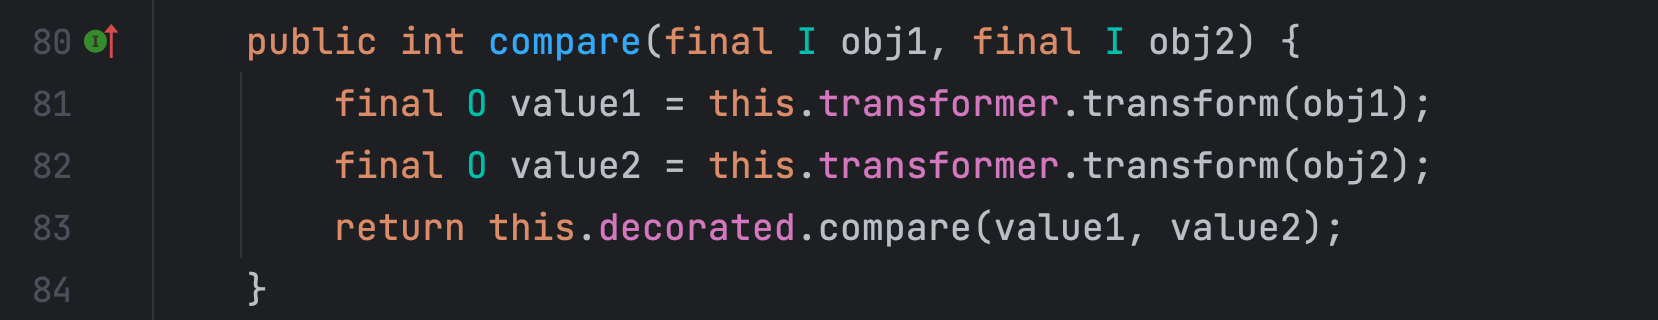 80 I public int compare(final I obj1, final I obj2) {
81 final O value1 = this.transformer.transform(obj1);
82 final O value2 = this.transformer.transform(obj2);
83 return this.decorated.compare(value1, value2);
84 }